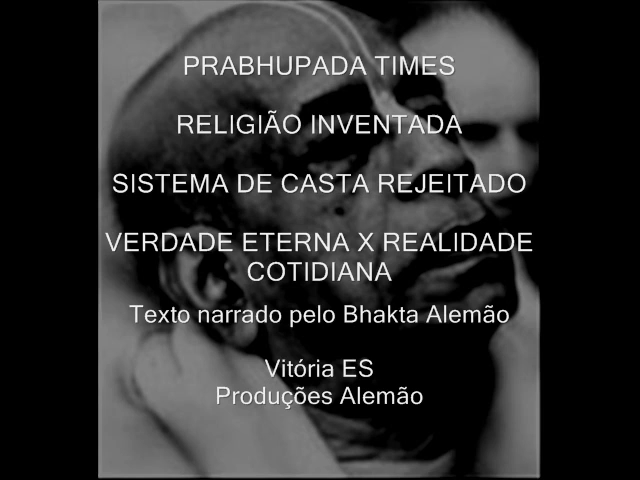 PRABHUPADA TIMES
RELIGIÃO INVENTADA
SISTEMA DE CASTA REJEITADO
VERDADE ETERNA X REALIDADE
COTIDIANA
Texto narrado pelo Bhakta Alemão
Vitória ES
Produções Alemão